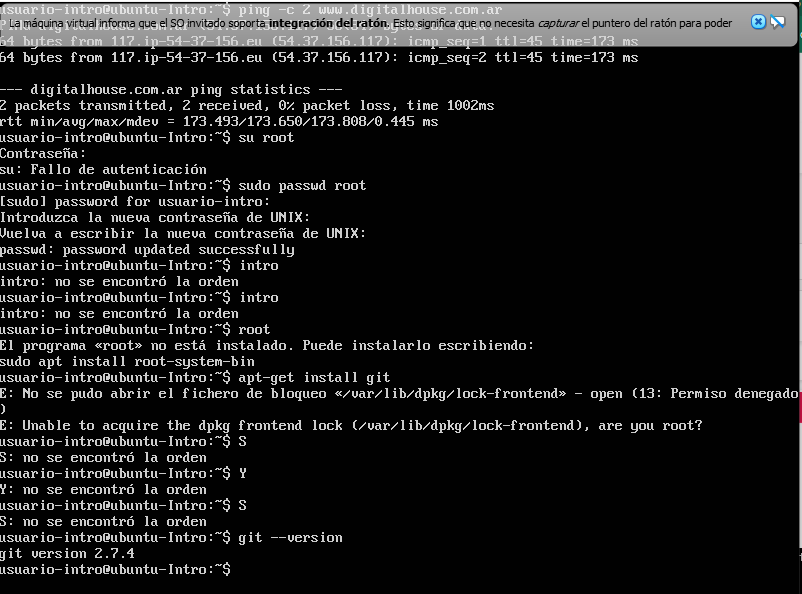 ping -c 2 www.digitalhouse.com.ar
La máquina virtual informa que el SO invitado soporta integración del ratón. Esto significa que no necesita capturar el puntero del ratón para poder
64 bytes from 117.ip-54-37-156.eu (54.37.156.117): icmp_seq=1 ttl=45 time=173 ms
64 bytes from 117.ip-54-37-156.eu (54.37.156.117): icmp_seq=2 ttl=45 time=173 ms
--- digitalhouse.com.ar ping statistics ---
2 packets transmitted, 2 received, 0% packet loss, time 1002ms
rtt min/avg/max/mdev = 173.493/173.650/173.808/0.445 ms
usuario-intro@ubuntu-Intro:~$ su root
Contraseña:
su: Fallo de autenticación
usuario-intro@ubuntu-Intro:~$ sudo passwd root
[sudo] password for usuario-intro:
Introduzca la nueva contraseña de UNIX:
Vuelva a escribir la nueva contraseña de UNIX:
passwd: password updated successfully
usuario-intro@ubuntu-Intro:~$ intro
intro: no se encontró la orden
usuario-intro@ubuntu-Intro:~$ intro
intro: no se encontró la orden
usuario-intro@ubuntu-Intro:~$ root
El programa «root» no está instalado. Puede instalarlo escribiendo:
sudo apt install root-system-bin
usuario-intro@ubuntu-Intro:~$ apt-get install git
E: No se pudo abrir el fichero de bloqueo «/var/lib/dpkg/lock-frontend» - open (13: Permiso denegado
)
E: Unable to acquire the dpkg frontend lock (/var/lib/dpkg/lock-frontend), are you root?
usuario-intro@ubuntu-Intro:~$ S
S: no se encontró la orden
usuario-intro@ubuntu-Intro:~$ Y
Y: no se encontró la orden
usuario-intro@ubuntu-Intro:~$ S
S: no se encontró la orden
usuario-intro@ubuntu-Intro:~$ git --version
git version 2.7.4
usuario-intro@ubuntu-Intro:~$